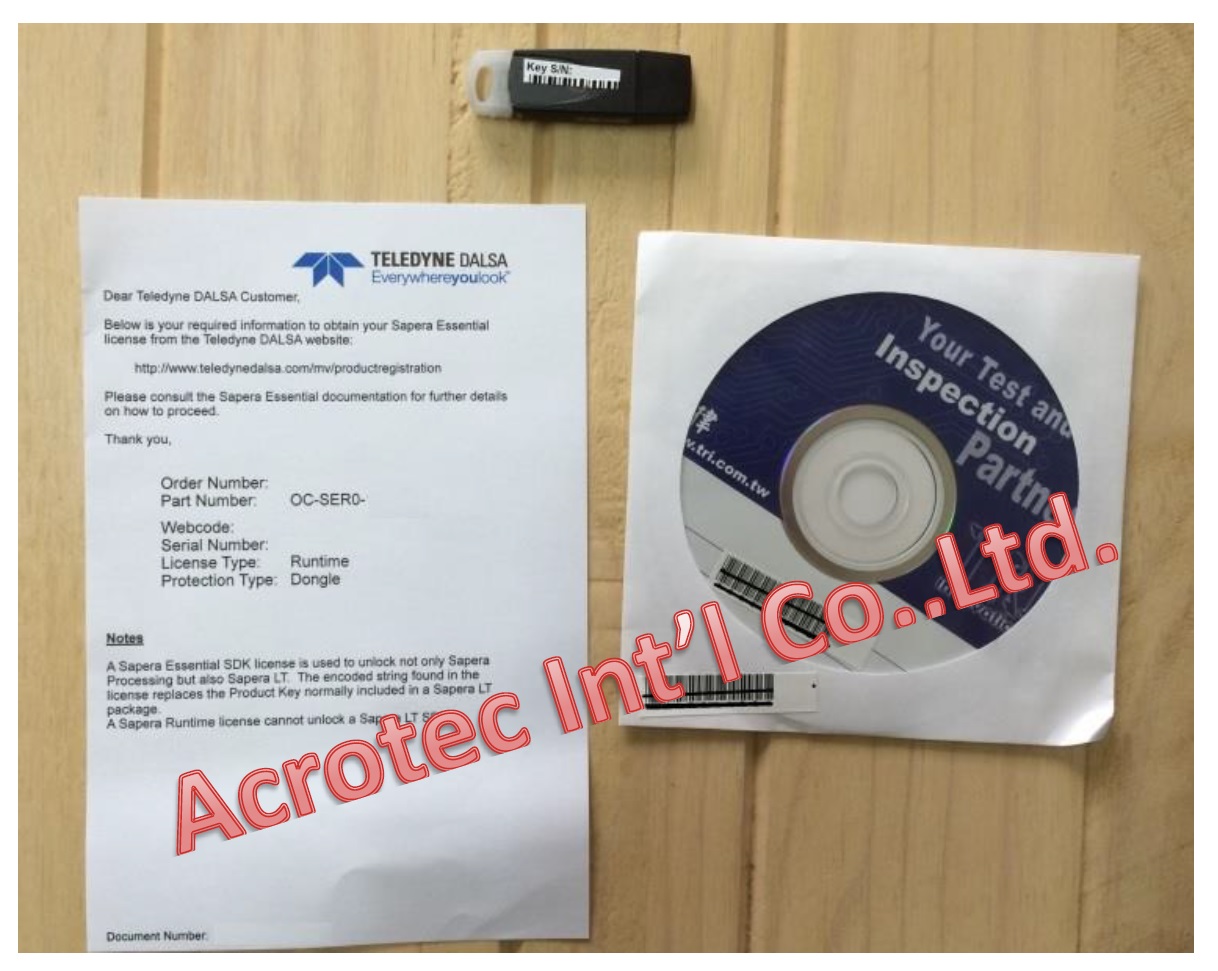 Key S/N:
TELEDYNE DALSA
Everywhereyoulook
Dear Teledyne DALSA Customer,
Below is your required information to obtain your Sapera Essential
license from the Teledyne DALSA website:
http://www.teledynedalsa.com/mv/productregistration
Please consult the Sapera Essential documentation for further details
on how to proceed.
Thank you,
Order Number:
Part Number: OC-SER0-
Webcode:
Serial Number:
License Type: Runtime
Protection Type: Dongle
Notes
A Sapera Essential SDK license is used to unlock not only Sapera
Processing but also Sapera LT. The encoded string found in the
license replaces the Product Key normally included in a Sapera LT
package.
A Sapera Runtime license cannot unlock a Sap LT S
Document Number:
Your Test and
Inspection
Partne
律
w.tri.com.tw
Acrotec Int'l Co..Ltd.